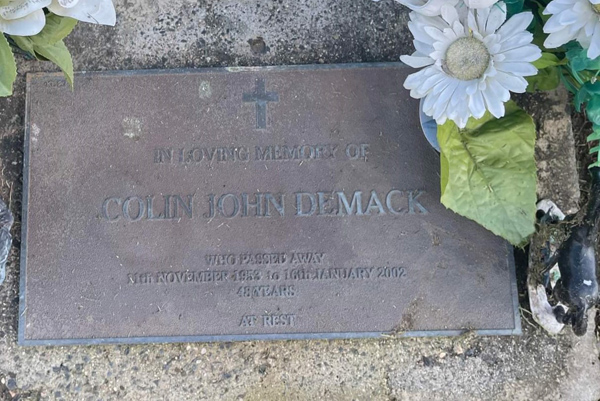 IN LOVING MEMORY OF
COLIN JOHN DEMACK
WHO PASSED AWAY
NOVEMBER 1953 to 16th JANUARY 2002
48 YEARS
AT REST